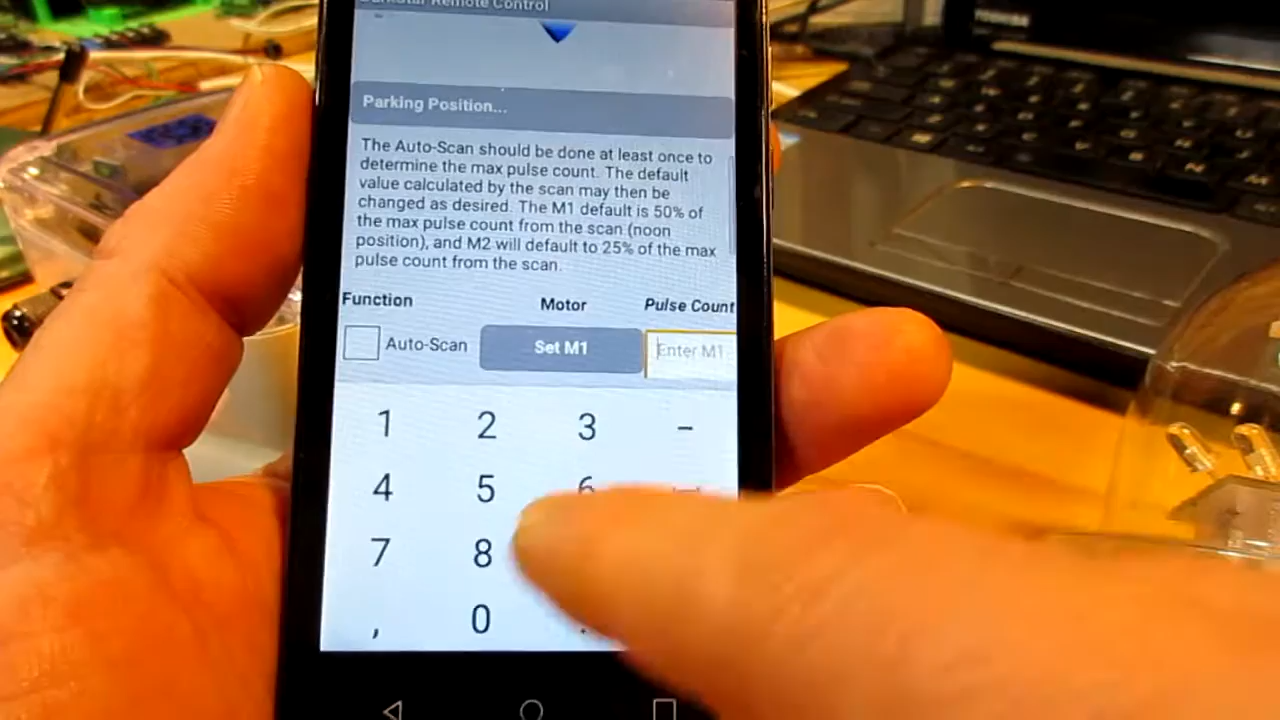 Remote Control
Parking Position...
The Auto-Scan should be done at least once to
determine the max pulse count. The default
value calculated by the scan may then be
changed as desired. The M1 default is 50% of
the max pulse count from the scan (noon
position), and M2 will default to 25% of the max
pulse count from the scan.
Function Motor Pulse Count
Auto-Scan Set M1 Enter M1
1 2 3 -
4 5 6
7 8
, 0 .
TOSHIBA